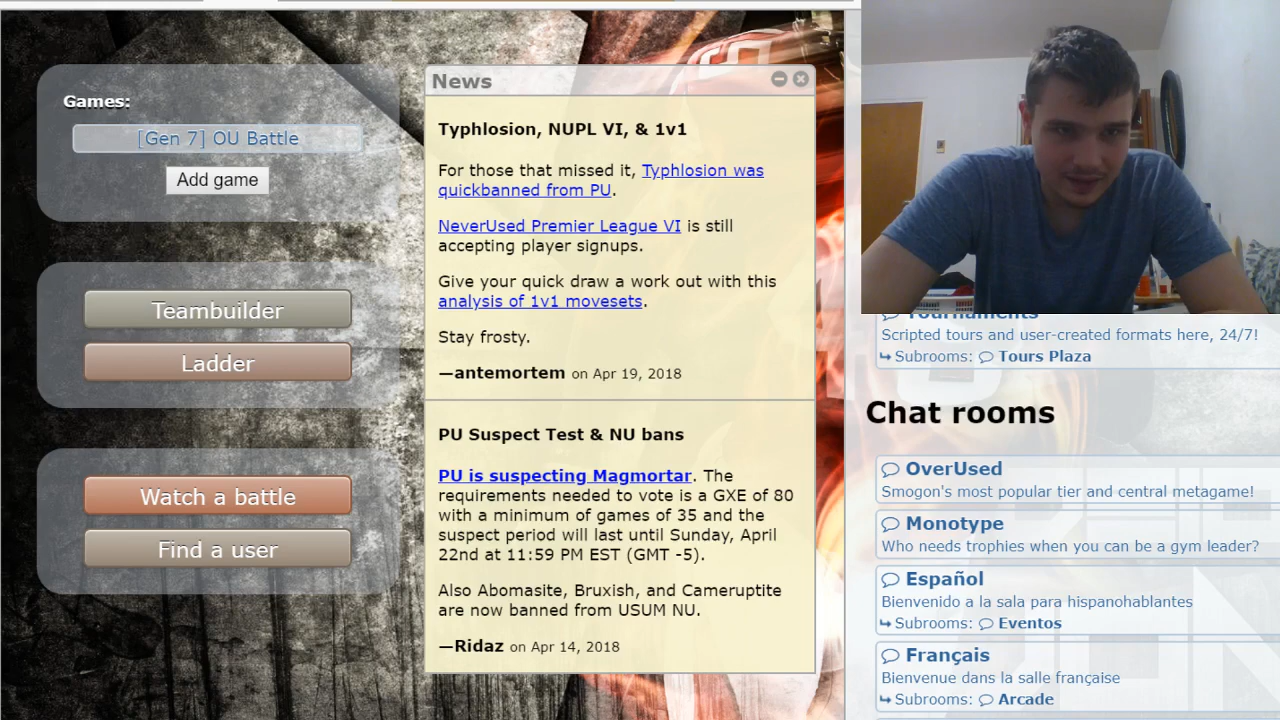 Games:
[Gen 7] OU Battle
Add game
Teambuilder
Ladder
Watch a battle
Find a user
News
Typhlosion, NUPL VI, & 1v1
For those that missed it, Typhlosion was
quickbanned from PU.
NeverUsed Premier League VI is still
accepting player signups.
Give your quick draw a work out with this
analysis of 1v1 movesets.
Stay frosty.
—antemortem on Apr 19, 2018
PU Suspect Test & NU bans
PU is suspecting Magmortar. The
requirements needed to vote is a GXE of 80
with a minimum of games of 35 and the
suspect period will last until Sunday, April
22nd at 11:59 PM EST (GMT -5).
Also Abomasite, Bruxish, and Cameruptite
are now banned from USUM NU.
—Ridaz on Apr 14, 2018
Tournaments
Scripted tours and user-created formats here, 24/7!
Subrooms: Tours Plaza
Chat rooms
OverUsed
Smogon's most popular tier and central metagame!
Monotype
Who needs trophies when you can be a gym leader?
Español
Bienvenido a la sala para hispanohablantes
Subrooms: Eventos
Français
Bienvenue dans la salle française
Subrooms: Arcade